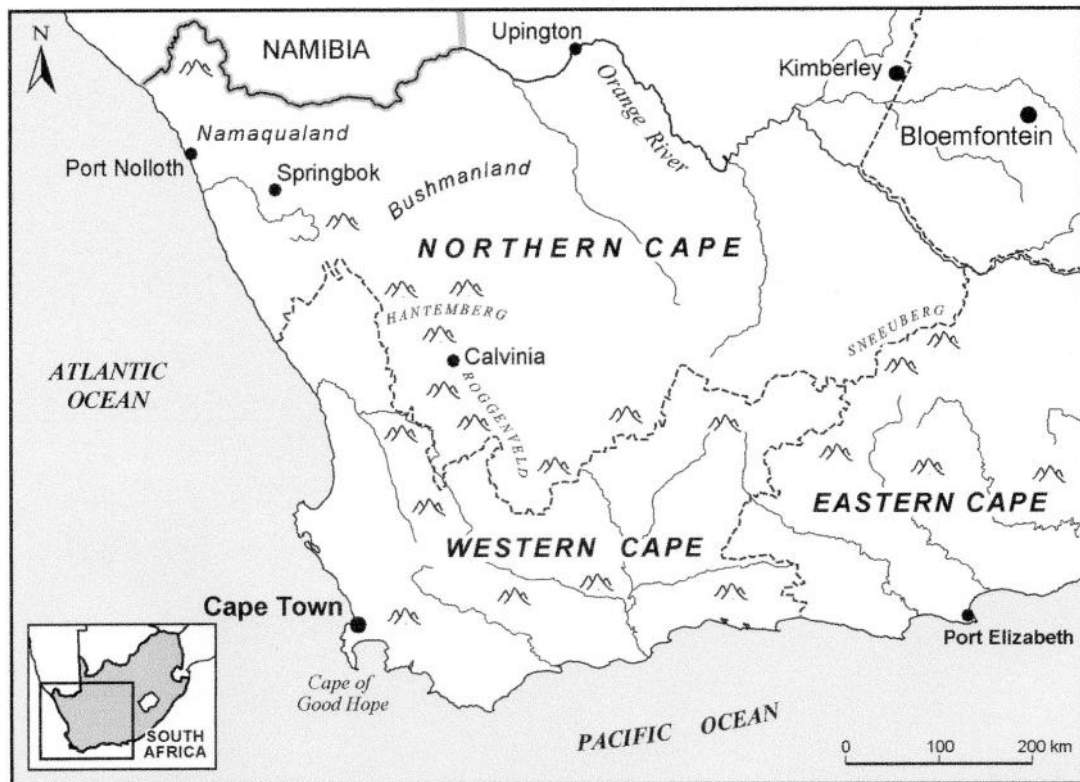 N
NAMIBIA
Upington
Kimberley
Orange River
Bloemfontein
Namaqualand
Port Nolloth
Springbok
Bushmanland
NORTHERN CAPE
HANTEMBERG
SNEEUBERG
Calvinia
ATLANTIC
OCEAN
ROGGENVELD
EASTERN CAPE
WESTERN CAPE
Cape Town
Port Elizabeth
Cape of
Good Hope
PACIFIC OCEAN
SOUTH
AFRICA
0 100 200 km